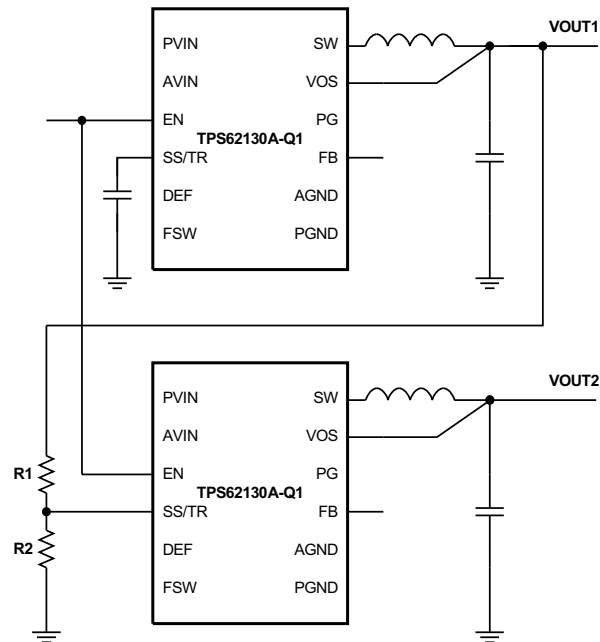 VOUT1
PVIN SW
AVIN VOS
EN PG
TPS62130A-Q1
SS/TR FB
DEF AGND
FSW PGND
VOUT2
PVIN SW
AVIN VOS
R1 EN PG
TPS62130A-Q1
SS/TR FB
R2 DEF AGND
FSW PGND